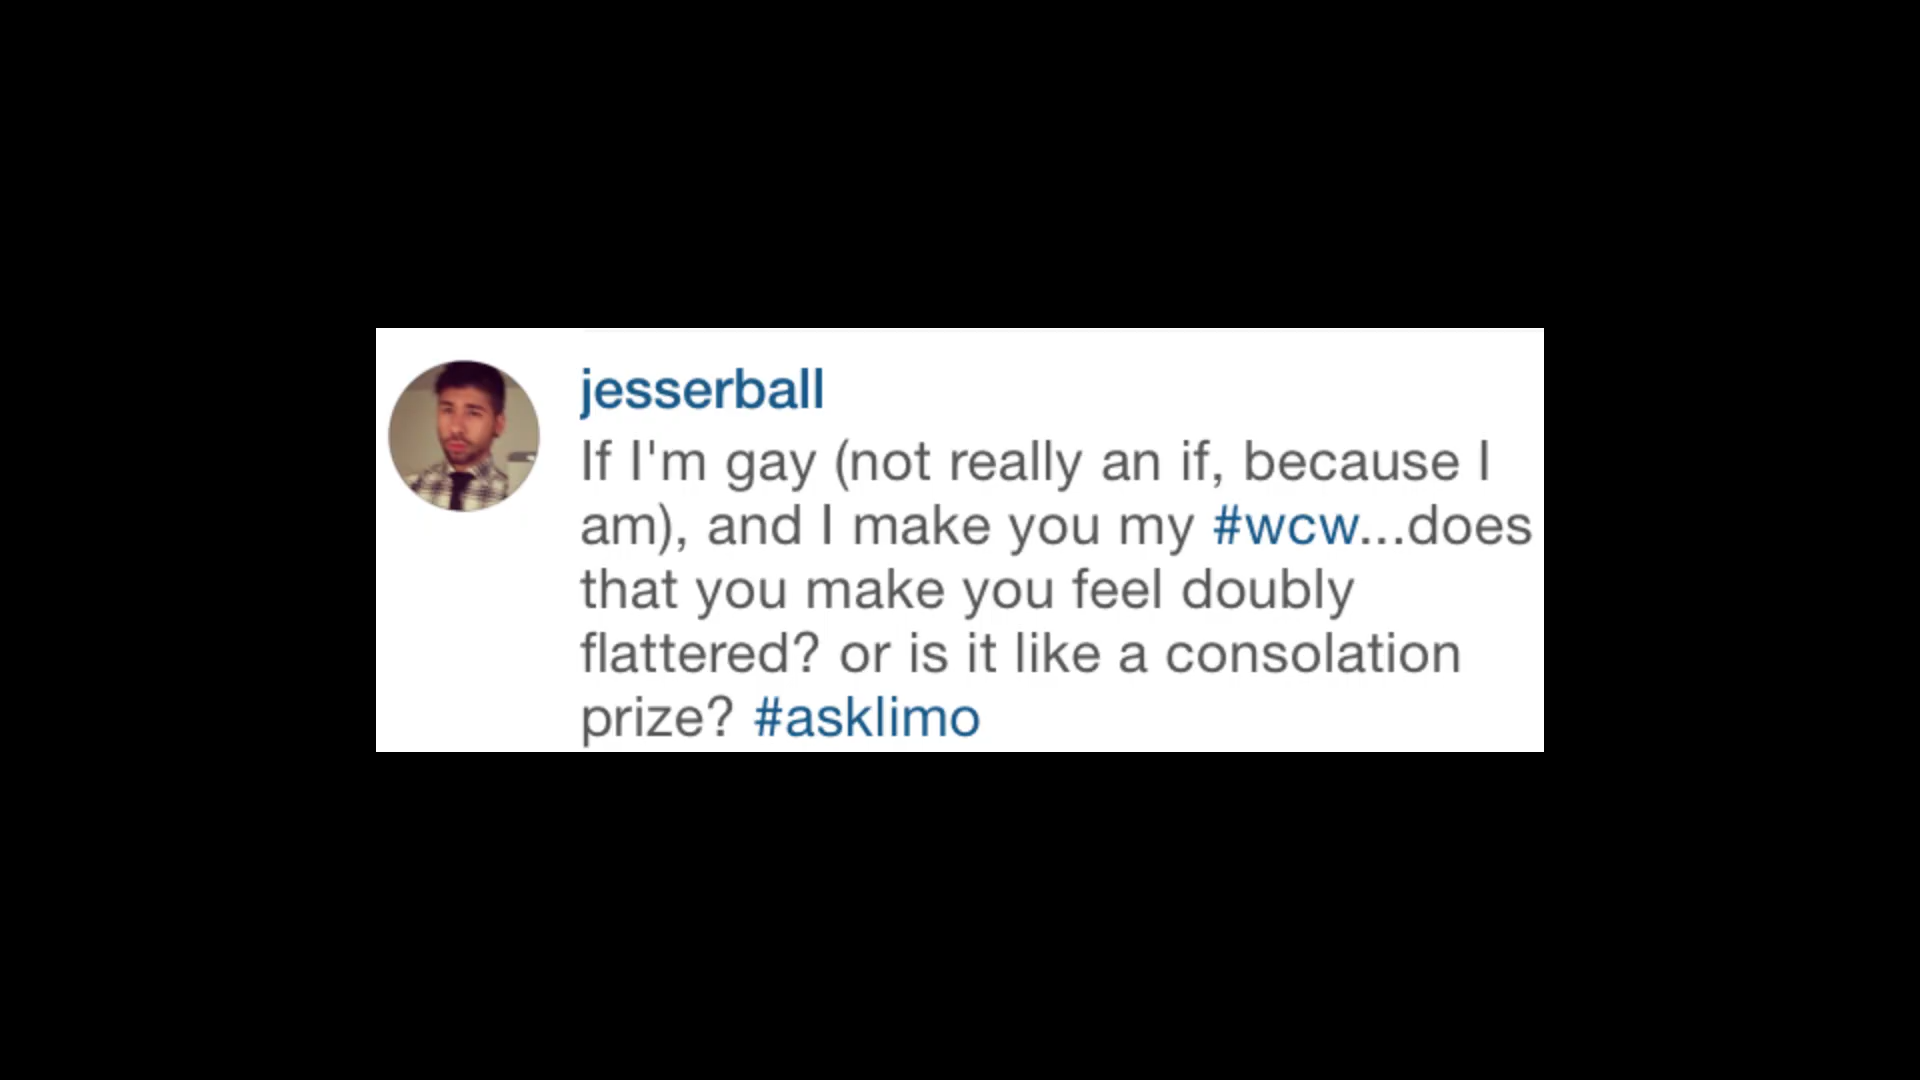 jesserball
If I'm gay (not really an if, because I
am), and I make you my #wcw...does
that you make you feel doubly
flattered? or is it like a consolation
prize? #asklimo